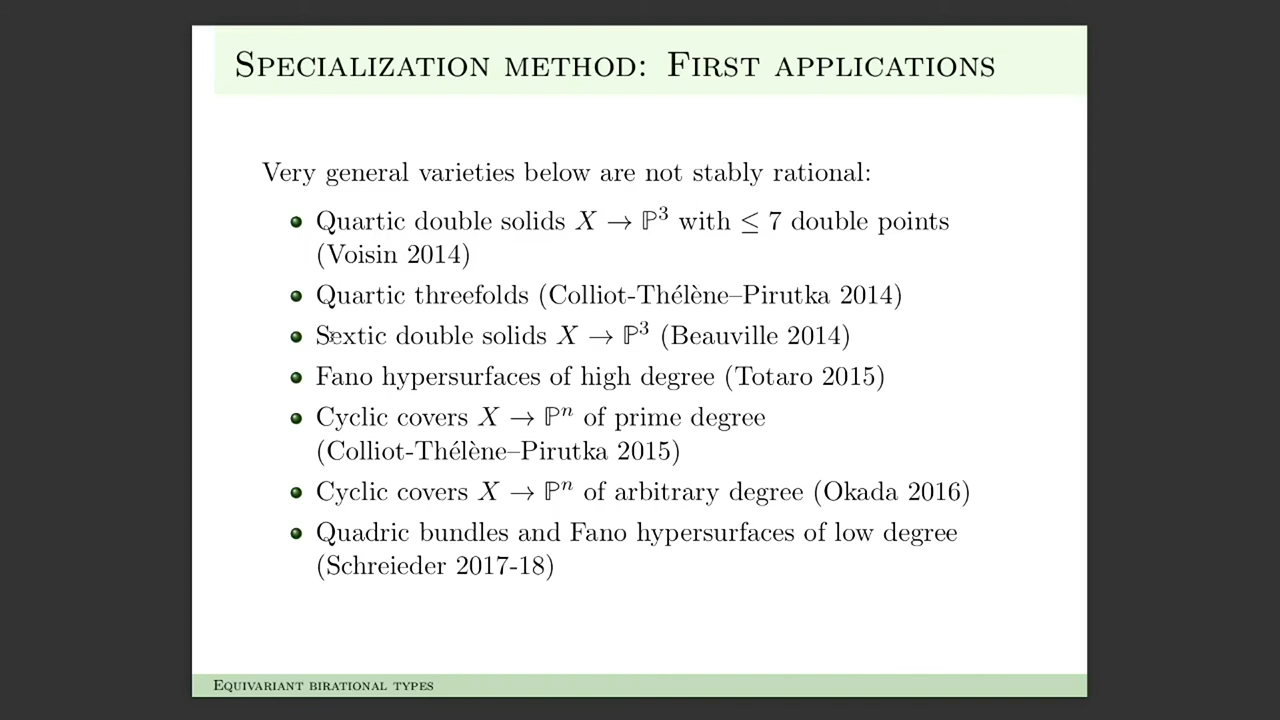 Specialization method: First applications
Very general varieties below are not stably rational:
Quartic double solids X → ℙ³ with ≤ 7 double points
(Voisin 2014)
Quartic threefolds (Colliot-Thélène–Pirutka 2014)
Sextic double solids X → ℙ³ (Beauville 2014)
Fano hypersurfaces of high degree (Totaro 2015)
Cyclic covers X → ℙⁿ of prime degree
(Colliot-Thélène–Pirutka 2015)
Cyclic covers X → ℙⁿ of arbitrary degree (Okada 2016)
Quadric bundles and Fano hypersurfaces of low degree
(Schreieder 2017-18)
Equivariant birational types